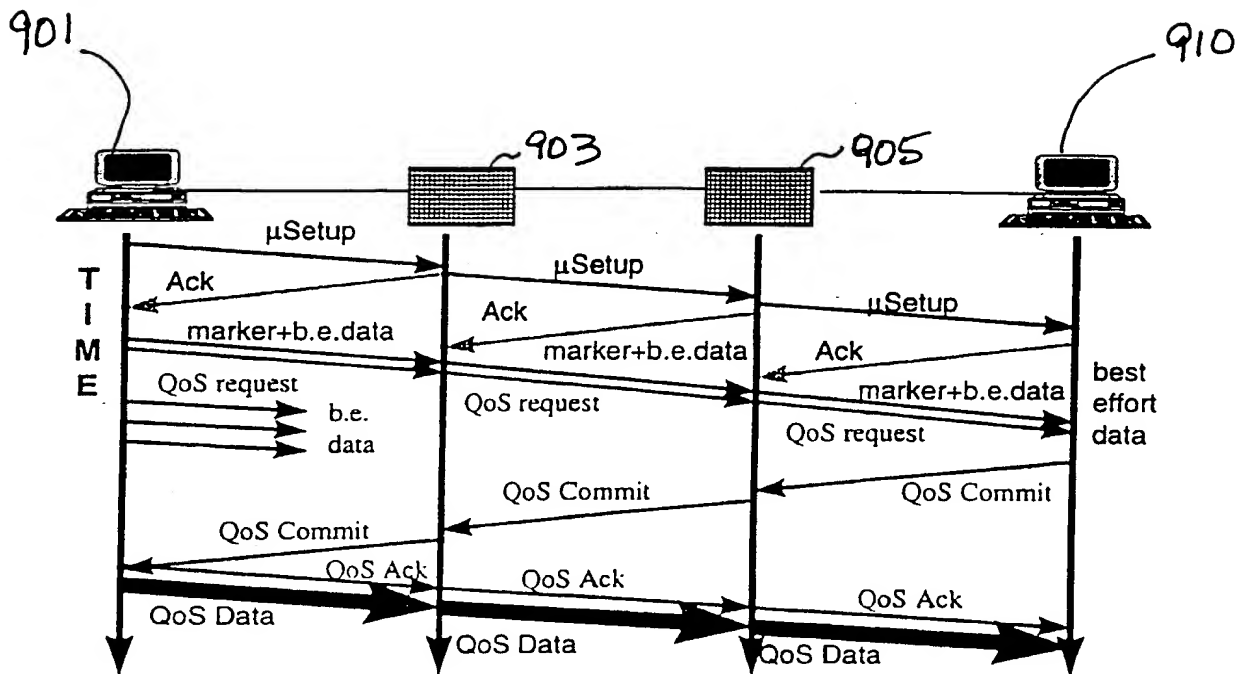 901
910
903
905
µSetup
µSetup
µSetup
T
I
M
E
Ack
Ack
Ack
marker+b.e.data
marker+b.e.data
marker+b.e.data
QoS request
QoS request
QoS request
b.e.
data
best
effort
data
QoS Commit
QoS Commit
QoS Commit
QoS Ack
QoS Ack
QoS Ack
QoS Data
QoS Data
QoS Data